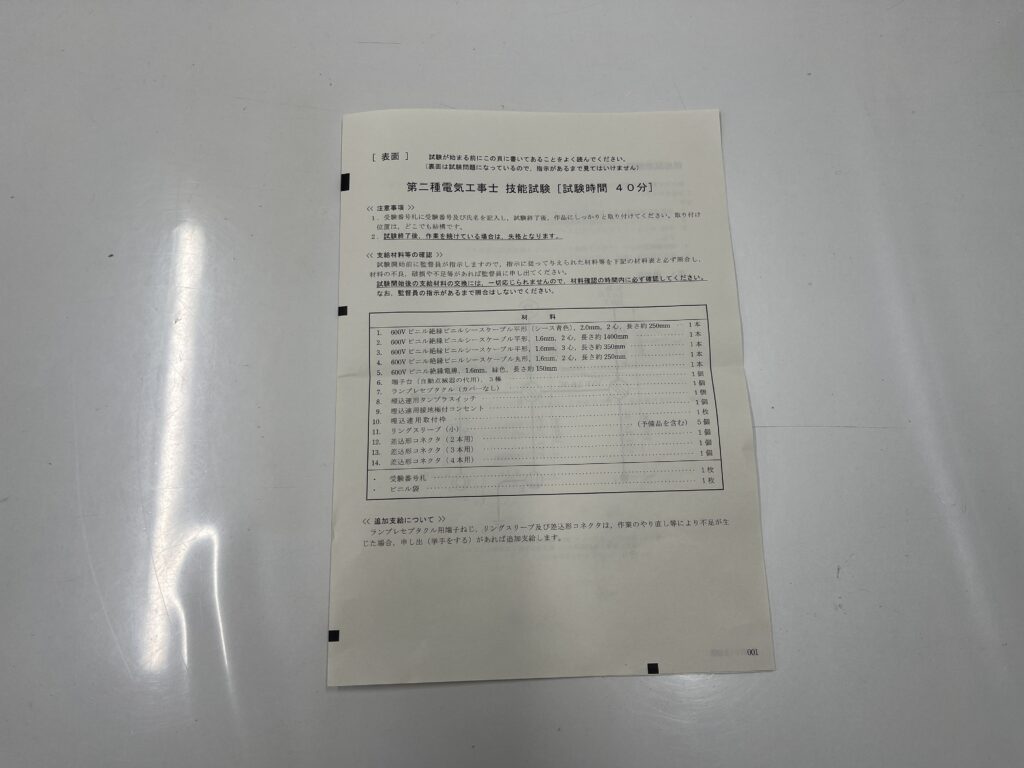 [ 表面 ] 試験が始まる前にこの頁に書いてあることをよく読んでください。
(裏面は試験問題になっているので，指示があるまで見てはいけません)
第二種電気工事士 技能試験 [試験時間 40分]
<< 注意事項 >>
1. 受験番号札に受験番号及び氏名を記入し，試験終了後，作品にしっかりと取り付けてください。取り付け
位置は，どこでも結構です。
2. 試験終了後，作業を続けている場合は，失格となります。
<< 支給材料等の確認 >>
試験開始前に監督員が指示しますので，指示に従って与えられた材料等を下記の材料表と必ず照合し，
材料の不良，破損や不足等があれば監督員に申し出てください。
試験開始後の支給材料の交換には，一切応じられませんので，材料確認の時間内に必ず確認してください。
なお，監督員の指示があるまで照合はしないでください。
材 料
1. 600V ビニル絶縁ビニルシースケーブル平形 (シース青色)，2.0mm，2心，長さ約250mm ‥ 1本
2. 600V ビニル絶縁ビニルシースケーブル平形，1.6mm，2心，長さ約1400mm ‥ 1本
3. 600V ビニル絶縁ビニルシースケーブル平形，1.6mm，3心，長さ約350mm ‥ 1本
4. 600V ビニル絶縁ビニルシースケーブル丸形，1.6mm，2心，長さ約250mm ‥ 1本
5. 600V ビニル絶縁電線，1.6mm，緑色，長さ約150mm ‥ 1本
6. 端子台 (自動点滅器の代用)，3極 ‥ 1個
7. ランプレセプタクル (カバーなし) ‥ 1個
8. 埋込連用タンブラスイッチ ‥ 1個
9. 埋込連用接地極付コンセント ‥ 1個
10. 埋込連用取付枠 ‥ 1枚
11. リングスリーブ (小) ‥ (予備品を含む) 5個
12. 差込形コネクタ (2本用) ‥ 1個
13. 差込形コネクタ (3本用) ‥ 1個
14. 差込形コネクタ (4本用) ‥ 1個
・ 受験番号札 ‥ 1枚
・ ビニル袋 ‥ 1枚
<< 追加支給について >>
ランプレセプタクル用端子ねじ，リングスリーブ及び差込形コネクタは，作業のやり直し等により不足が生
じた場合，申し出 (挙手をする) があれば追加支給します。
001